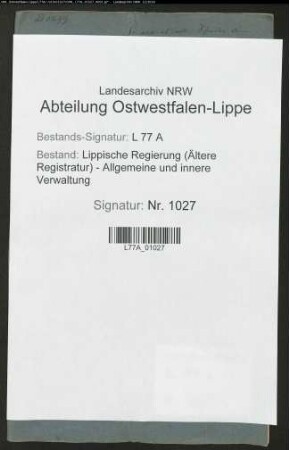 Landesarchiv NRW
Abteilung Ostwestfalen-Lippe
Bestands-Signatur: L 77 A
Bestand: Lippische Regierung (Ältere
Registratur) - Allgemeine und innere
Verwaltung
Signatur: Nr. 1027
L77A_01027